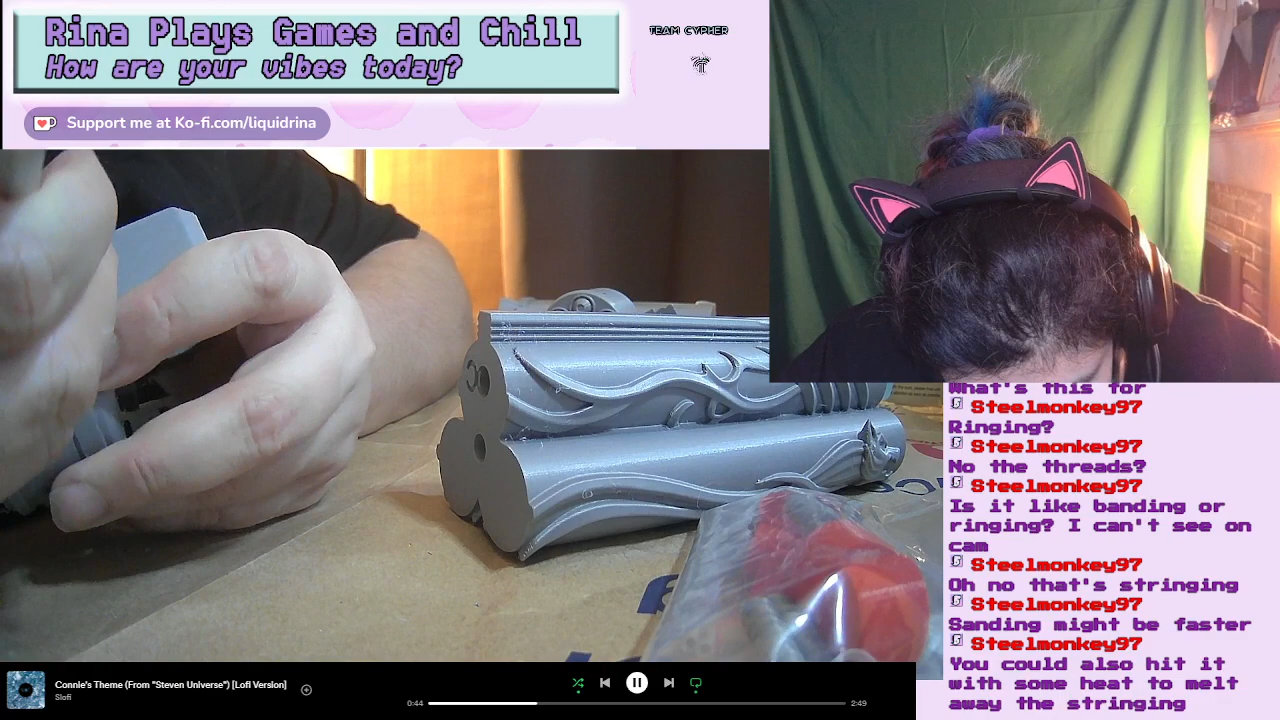 Rina Plays Games and Chill
How are your vibes today?
TEAM CYPHER
Support me at Ko-fi.com/liquidrina
What's this for
Steelmonkey97
Ringing?
Steelmonkey97
No the threads?
Steelmonkey97
Is it like banding or
ringing? I can't see on
cam
Steelmonkey97
Oh no that's stringing
Steelmonkey97
Sanding might be faster
Steelmonkey97
You could also hit it
with some heat to melt
away the stringing
Connie's Theme (From "Steven Universe") [Lofi Version]
Slofi
0:44
2:49